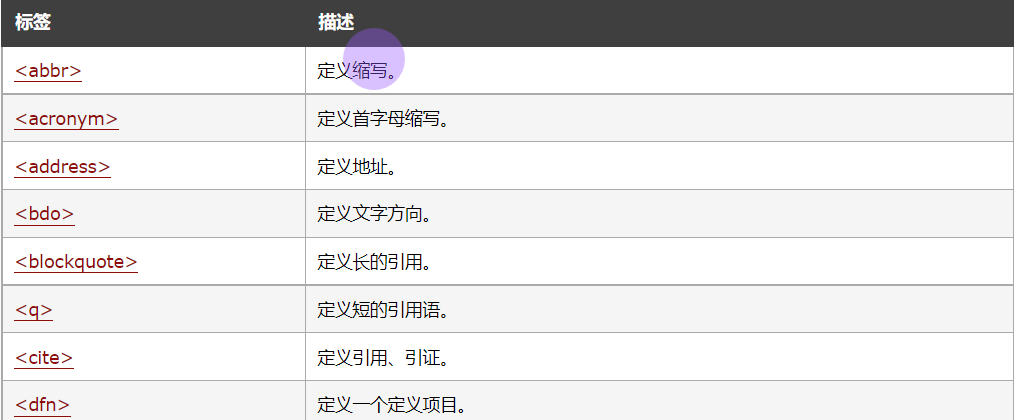 标签 描述
<abbr> 定义缩写。
<acronym> 定义首字母缩写。
<address> 定义地址。
<bdo> 定义文字方向。
<blockquote> 定义长的引用。
<q> 定义短的引用语。
<cite> 定义引用、引证。
<dfn> 定义一个定义项目。